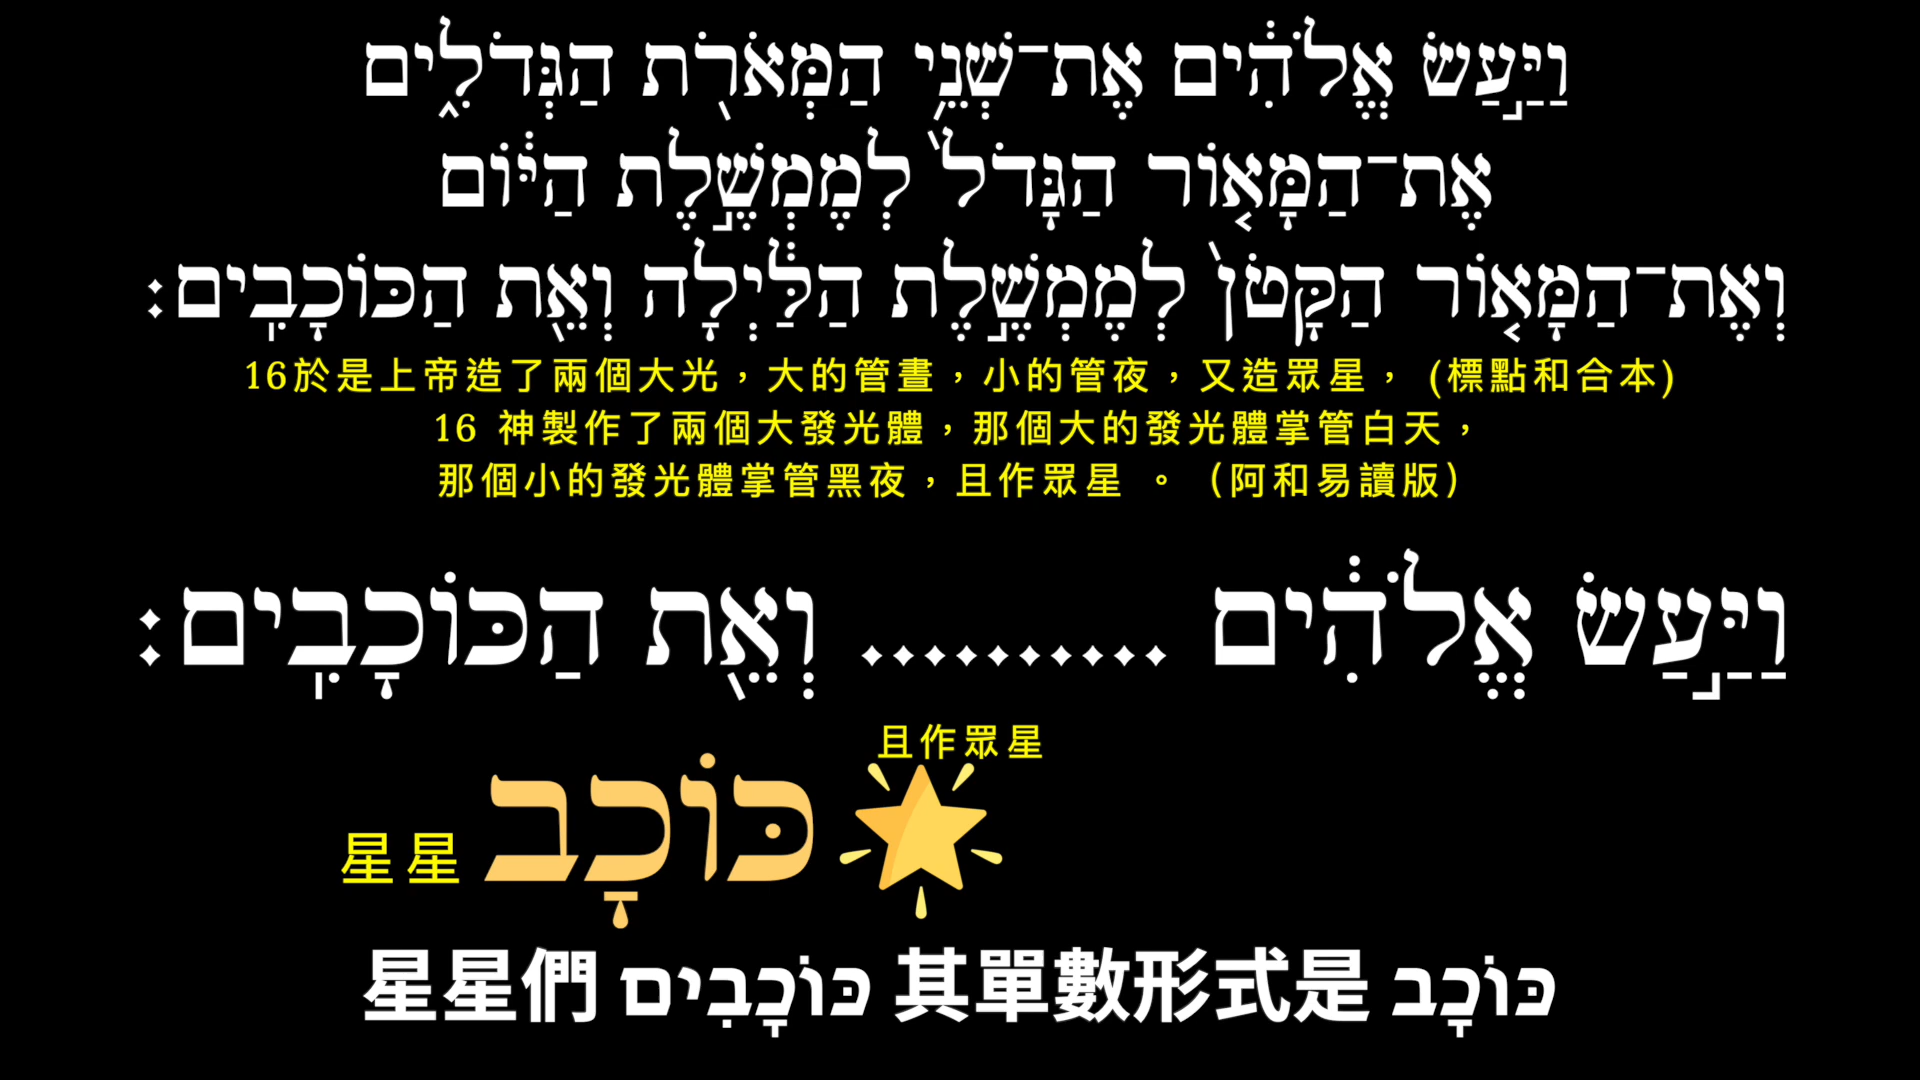 וַיַּ֣עַשׂ אֱלֹהִ֔ים אֶת־שְׁנֵ֥י הַמְּאֹרֹ֖ת הַגְּדֹלִ֑ים
אֶת־הַמָּא֤וֹר הַגָּדֹל֙ לְמֶמְשֶׁ֣לֶת הַיּ֔וֹם
וְאֶת־הַמָּא֤וֹר הַקָּטֹן֙ לְמֶמְשֶׁ֣לֶת הַלַּ֔יְלָה וְאֵ֖ת הַכּוֹכָבִֽים׃
16於是上帝造了兩個大光，大的管晝，小的管夜，又造眾星， (標點和合本)
16 神製作了兩個大發光體，那個大的發光體掌管白天，
那個小的發光體掌管黑夜，且作眾星 。（阿和易讀版）
וַיַּ֣עַשׂ אֱלֹהִ֔ים .......... וְאֵ֖ת הַכּוֹכָבִֽים׃
且作眾星
星星 כּוֹכָב
星星們 כּוֹכָבִים 其單數形式是 כּוֹכָב